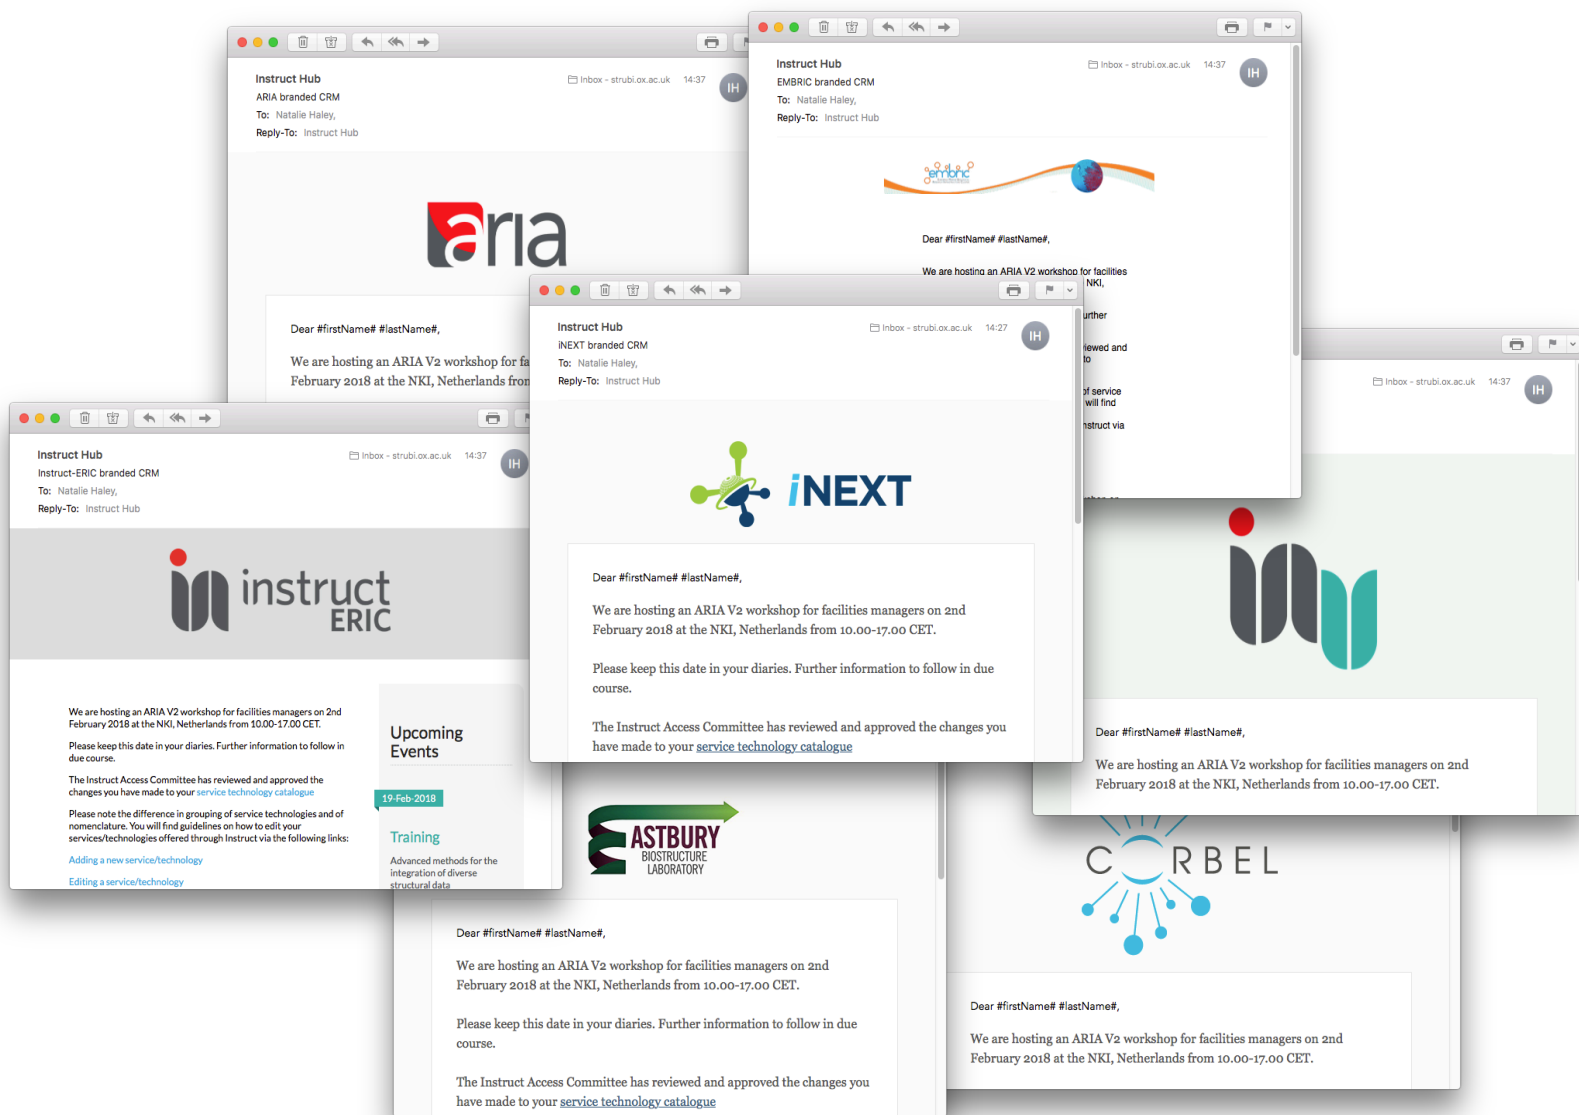 Instruct Hub
Inbox - strubi.ox.ac.uk 14:37
IH
ARIA branded CRM
To: Natalie Haley,
Reply-To: Instruct Hub
aria
Dear #firstName# #lastName#,
We are hosting an ARIA V2 workshop for fa
February 2018 at the NKI, Netherlands from
Instruct Hub
Inbox - strubi.ox.ac.uk 14:37
IH
EMBRIC branded CRM
To: Natalie Haley,
Reply-To: Instruct Hub
embric
Dear #firstName# #lastName#,
We are hosting an ARIA V2 workshop for facilities
NKI,
urther
iewed and
to
of service
will find
nstruct via
Instruct Hub
Inbox - strubi.ox.ac.uk 14:27
IH
iNEXT branded CRM
To: Natalie Haley,
Reply-To: Instruct Hub
iNEXT
Dear #firstName# #lastName#,
We are hosting an ARIA V2 workshop for facilities managers on 2nd
February 2018 at the NKI, Netherlands from 10.00-17.00 CET.
Please keep this date in your diaries. Further information to follow in due
course.
The Instruct Access Committee has reviewed and approved the changes you
have made to your service technology catalogue
Instruct Hub
Inbox - strubi.ox.ac.uk 14:37
IH
Instruct-ERIC branded CRM
To: Natalie Haley,
Reply-To: Instruct Hub
instruct
ERIC
We are hosting an ARIA V2 workshop for facilities managers on 2nd
February 2018 at the NKI, Netherlands from 10.00-17.00 CET.
Please keep this date in your diaries. Further information to follow in
due course.
The Instruct Access Committee has reviewed and approved the
changes you have made to your service technology catalogue
Please note the difference in grouping of service technologies and of
nomenclature. You will find guidelines on how to edit your
services/technologies offered through Instruct via the following links:
Adding a new service/technology
Editing a service/technology
Upcoming
Events
19-Feb-2018
Training
Advanced methods for the
integration of diverse
structural data
Inbox - strubi.ox.ac.uk 14:37
IH
Dear #firstName# #lastName#,
We are hosting an ARIA V2 workshop for facilities managers on 2nd
February 2018 at the NKI, Netherlands from 10.00-17.00 CET.
ASTBURY
BIOSTRUCTURE
LABORATORY
Dear #firstName# #lastName#,
We are hosting an ARIA V2 workshop for facilities managers on 2nd
February 2018 at the NKI, Netherlands from 10.00-17.00 CET.
Please keep this date in your diaries. Further information to follow in due
course.
The Instruct Access Committee has reviewed and approved the changes you
have made to your service technology catalogue
CORBEL
Dear #firstName# #lastName#,
We are hosting an ARIA V2 workshop for facilities managers on 2nd
February 2018 at the NKI, Netherlands from 10.00-17.00 CET.